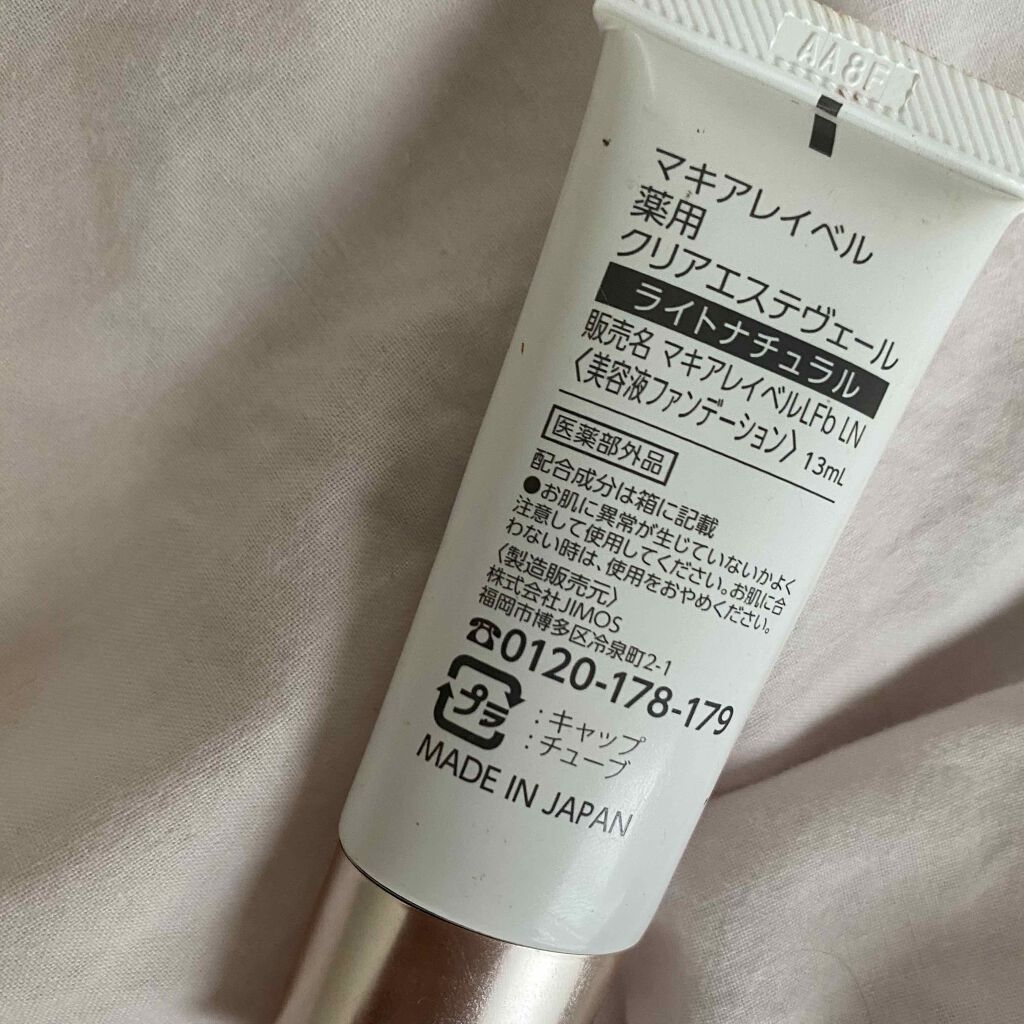 AA8F
マキアレイベル
薬用
クリアエステヴェール
ライトナチュラル
販売名 マキアレイベルLFb LN
〈美容液ファンデーション〉 13mL
医薬部外品
配合成分は箱に記載
●お肌に異常が生じていないかよく
注意して使用してください。お肌に合
わない時は、使用をおやめください。
〈製造販売元〉
株式会社JIMOS
福岡市博多区冷泉町2-1
☎0120-178-179
プラ
:キャップ
:チューブ
MADE IN JAPAN